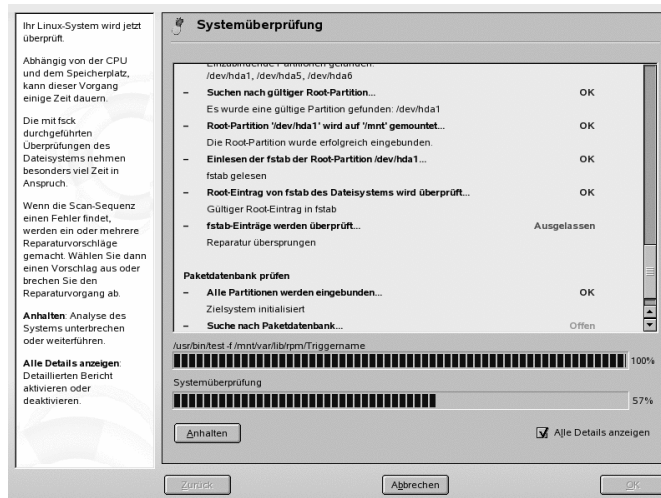 Ihr Linux-System wird jetzt
überprüft.
Abhängig von der CPU
und dem Speicherplatz,
kann dieser Vorgang
einige Zeit dauern.
Die mit fsck
durchgeführten
Überprüfungen des
Dateisystems nehmen
besonders viel Zeit in
Anspruch.
Wenn die Scan-Sequenz
einen Fehler findet,
werden ein oder mehrere
Reparaturvorschläge
gemacht. Wählen Sie dann
einen Vorschlag aus oder
brechen Sie den
Reparaturvorgang ab.
Anhalten: Analyse des
Systems unterbrechen
oder weiterführen.
Alle Details anzeigen:
Detaillierten Bericht
aktivieren oder
deaktivieren.
Systemüberprüfung
Einzubindende Partitionen gefunden:
/dev/hda1, /dev/hda5, /dev/hda6
– Suchen nach gültiger Root-Partition... OK
Es wurde eine gültige Partition gefunden: /dev/hda1
– Root-Partition '/dev/hda1' wird auf '/mnt' gemountet... OK
Die Root-Partition wurde erfolgreich eingebunden.
– Einlesen der fstab der Root-Partition /dev/hda1... OK
fstab gelesen
– Root-Eintrag von fstab des Dateisystems wird überprüft... OK
Gültiger Root-Eintrag in fstab
– fstab-Einträge werden überprüft... Ausgelassen
Reparatur übersprungen
Paketdatenbank prüfen
– Alle Partitionen werden eingebunden... OK
Zielsystem initialisiert
– Suche nach Paketdatenbank... Offen
/usr/bin/test -f /mnt/var/lib/rpm/Triggername
100%
Systemüberprüfung
57%
Anhalten
Alle Details anzeigen
Zurück
Abbrechen
OK